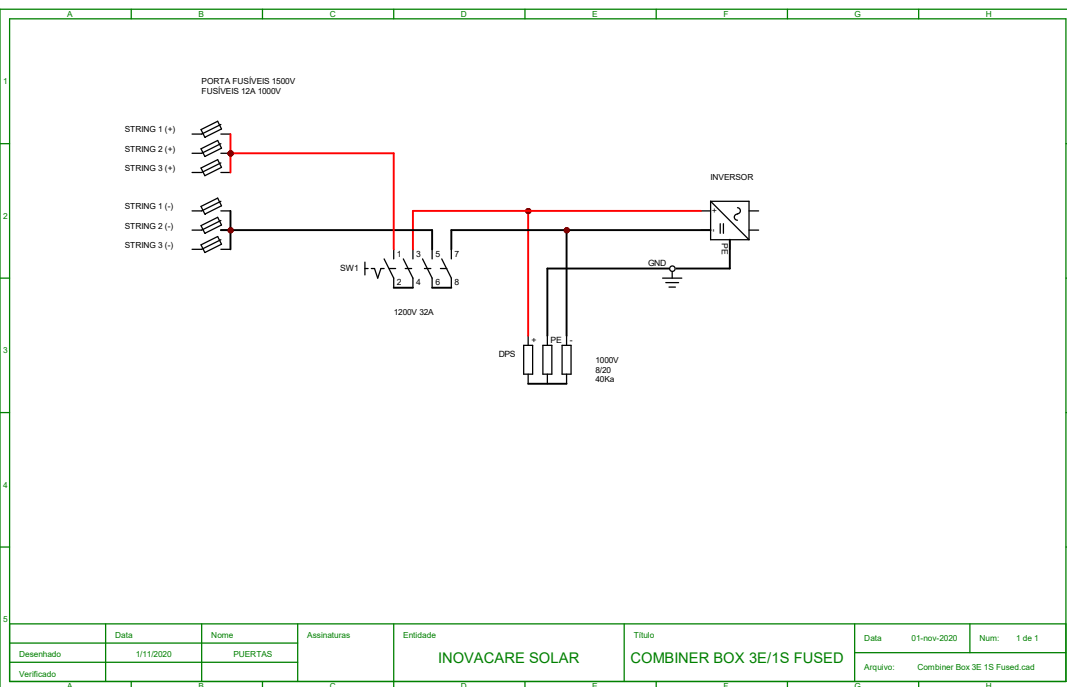 A B C D E F G H
1
PORTA FUSÍVEIS 1500V
FUSÍVEIS 12A 1000V
STRING 1 (+)
STRING 2 (+)
STRING 3 (+)
INVERSOR
2
STRING 1 (-)
STRING 2 (-)
STRING 3 (-)
+
-
PE
1 3 5 7
SW1
2 4 6 8
GND
1200V 32A
3
DPS
+ PE -
1000V
8/20
40Ka
4
5
Data Nome Assinaturas Entidade Título
Desenhado 1/11/2020 PUERTAS
Verificado
INOVACARE SOLAR
COMBINER BOX 3E/1S FUSED
Data 01-nov-2020 Num: 1 de 1
Arquivo: Combiner Box 3E 1S Fused.cad
A B C D E F G H